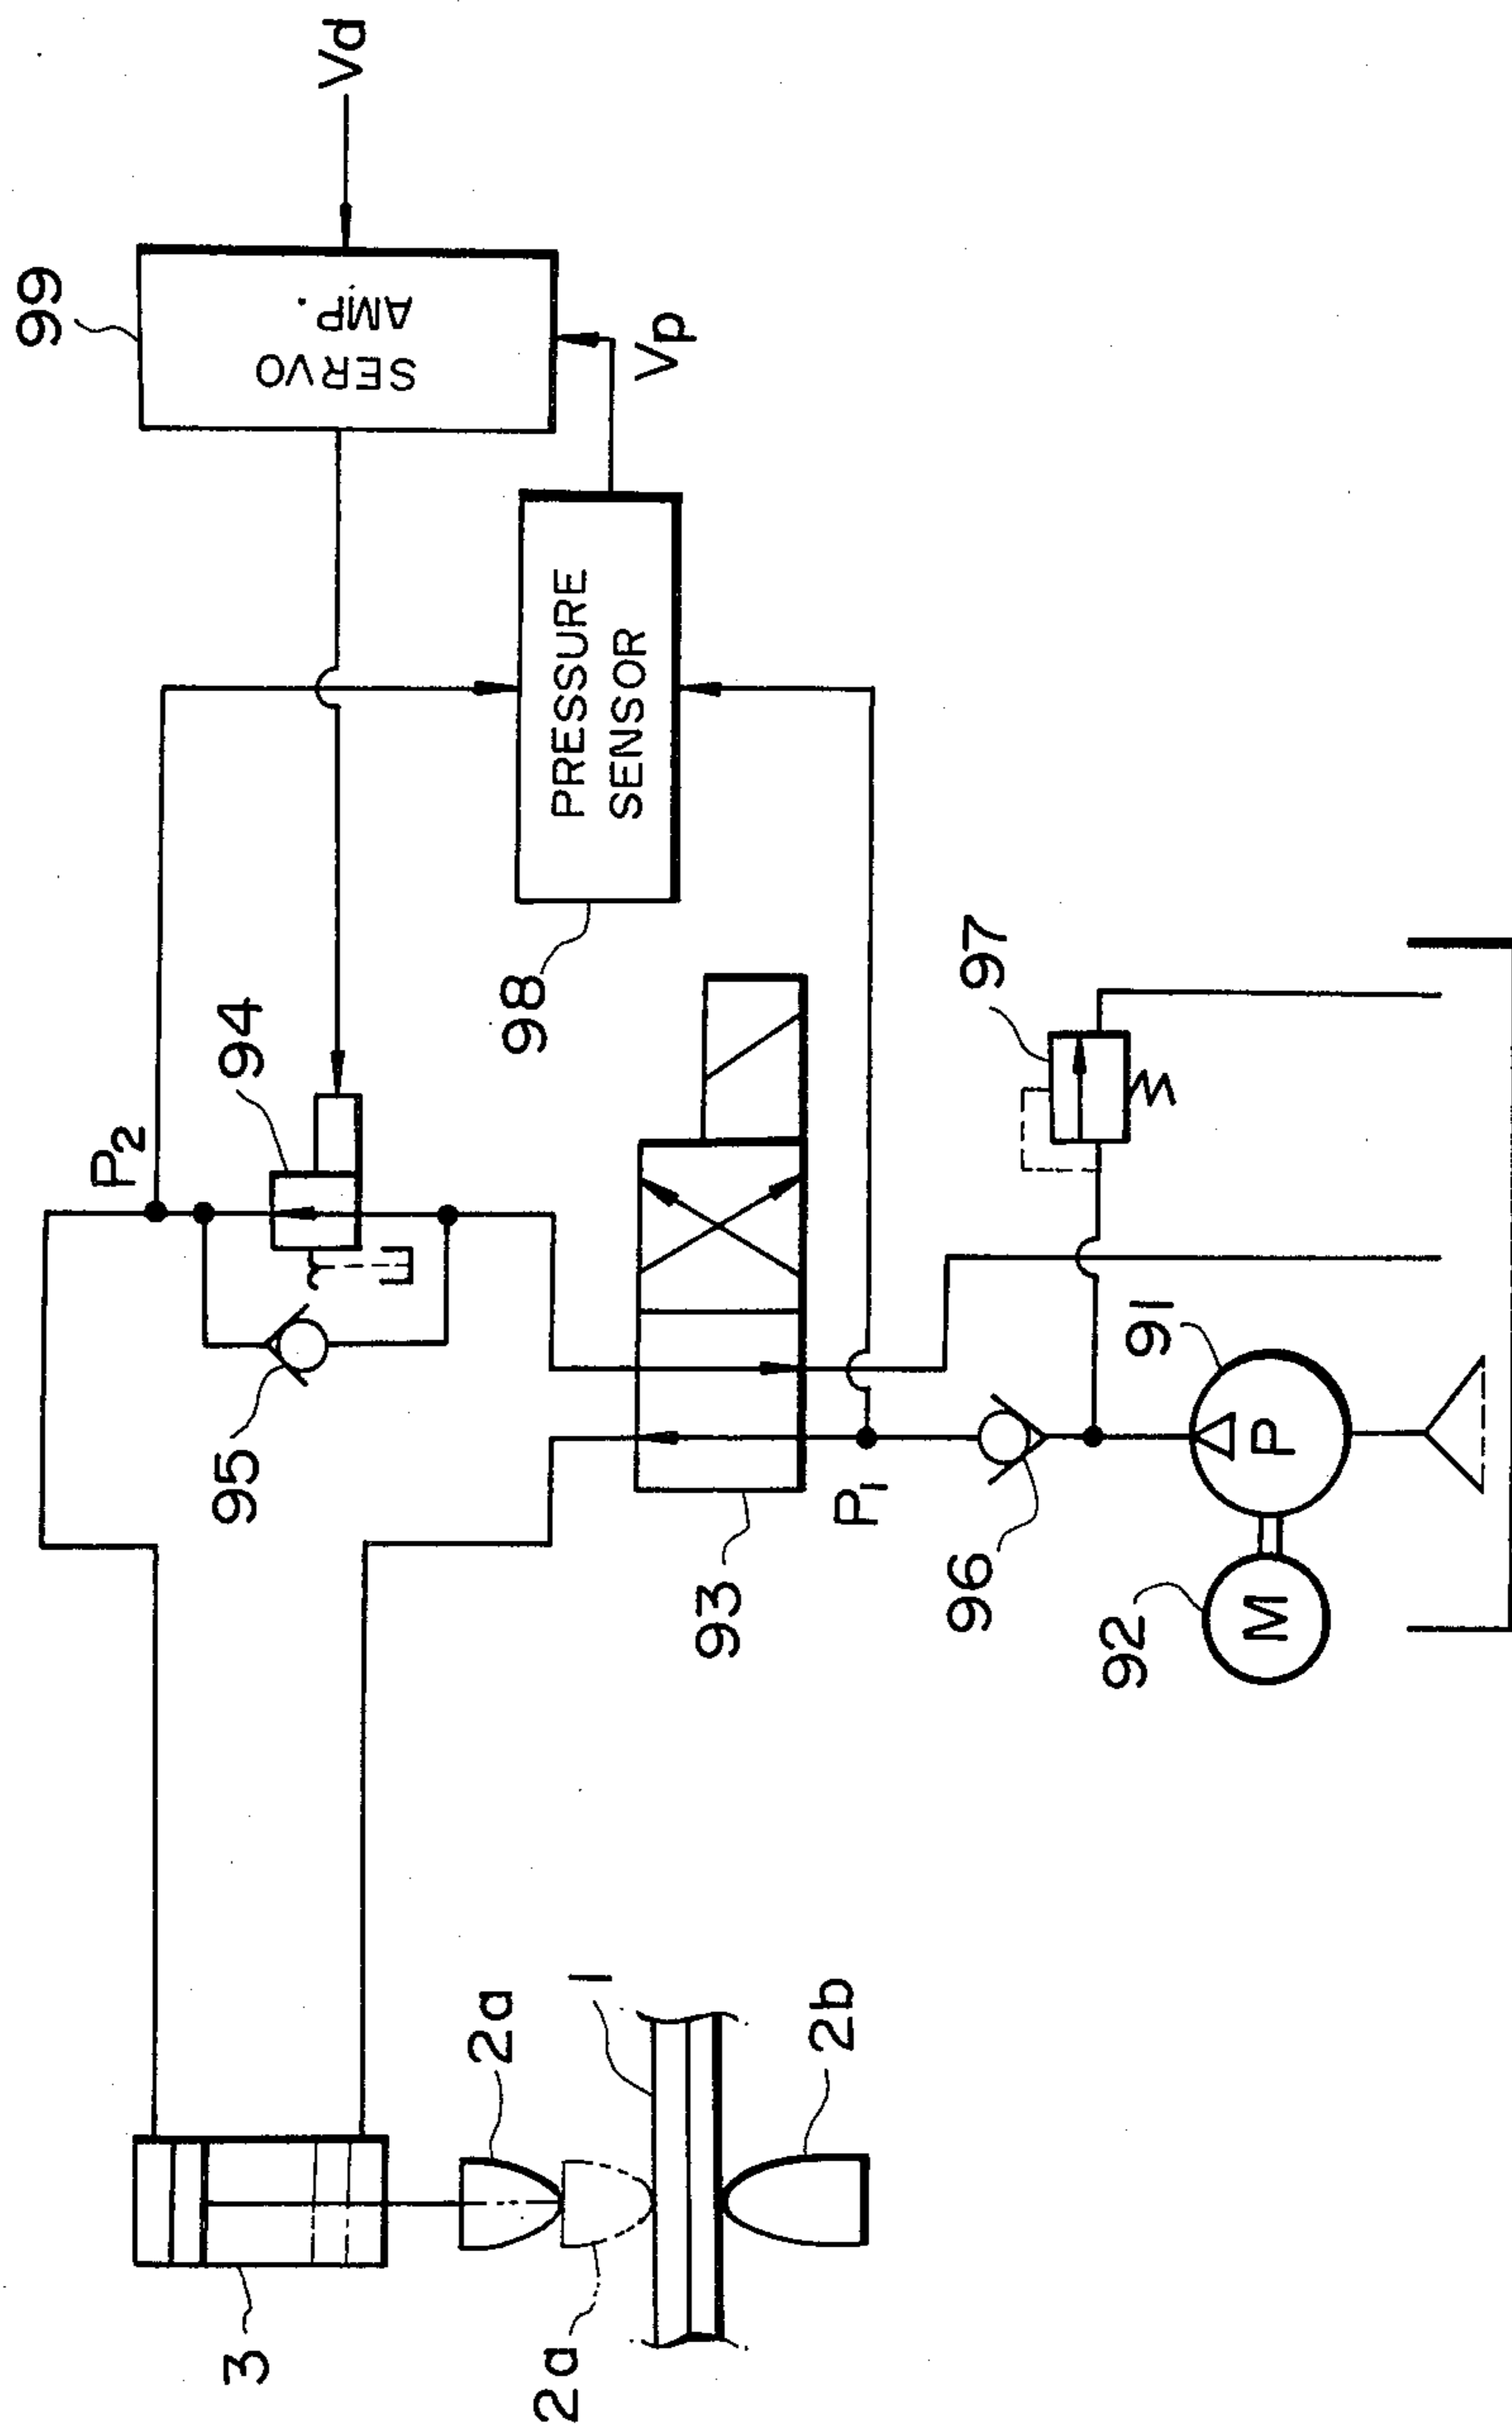 3
2a
2a
1
2b
P2
94
95
93
P1
96
92
M
91
P
97
98
PRESSURE
SENSOR
99
SERVO
AMP.
Vp
Vd